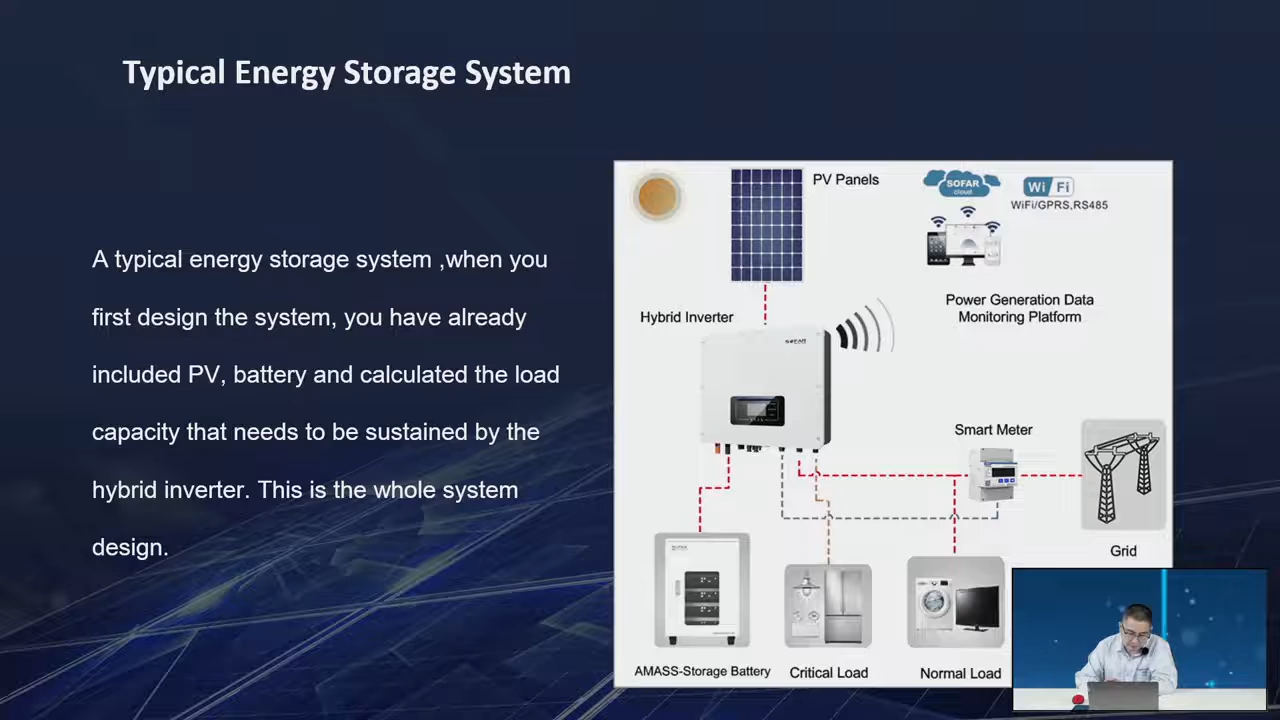 Typical Energy Storage System
A typical energy storage system ,when you
first design the system, you have already
included PV, battery and calculated the load
capacity that needs to be sustained by the
hybrid inverter. This is the whole system
design.
PV Panels
SOFAR
cloud
Wi Fi
WiFi/GPRS,RS485
Power Generation Data
Monitoring Platform
Hybrid Inverter
SOFAR
Smart Meter
Grid
AMASS-Storage Battery
Critical Load
Normal Load